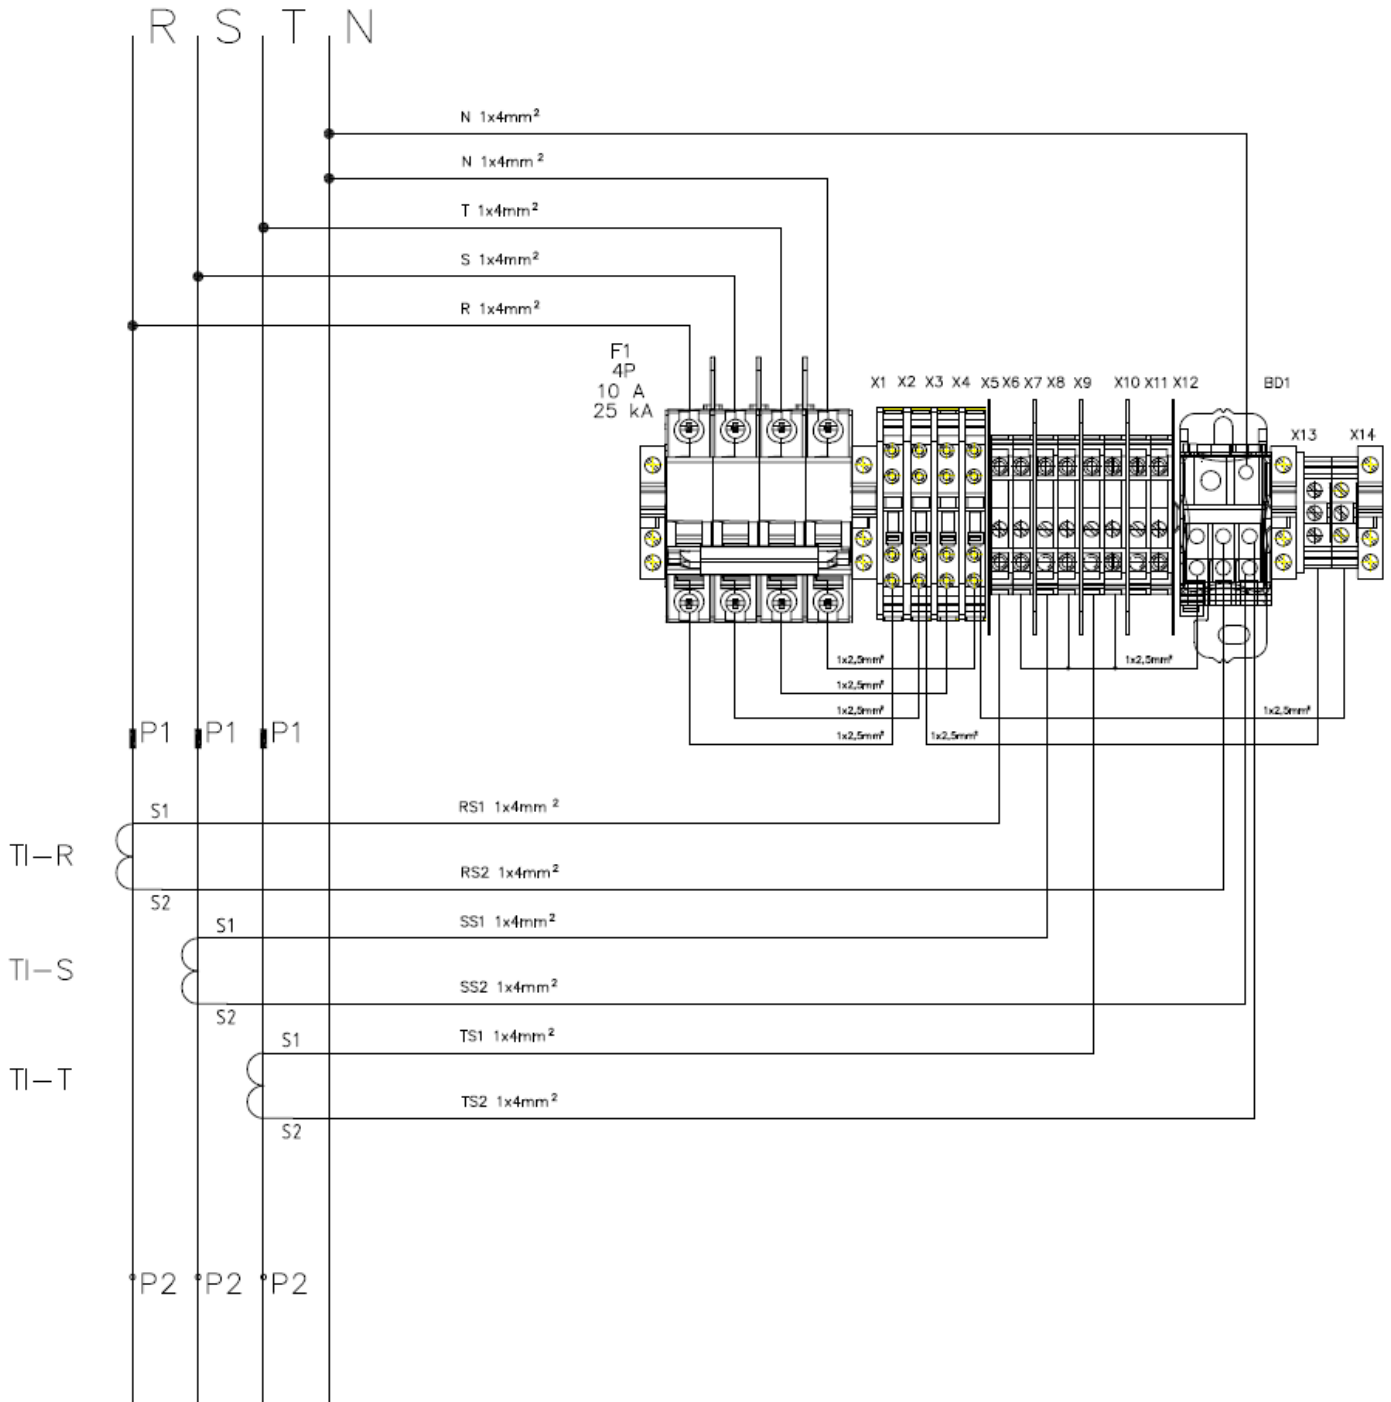 R S T N
N 1x4mm²
N 1x4mm²
T 1x4mm²
S 1x4mm²
R 1x4mm²
F1
4P
10 A
25 kA
X1 X2 X3 X4 X5 X6 X7 X8 X9 X10 X11 X12 BD1
X13 X14
1x2,5mm² 1x2,5mm²
1x2,5mm²
1x2,5mm² 1x2,5mm²
1x2,5mm² 1x2,5mm²
P1 P1 P1
S1 RS1 1x4mm²
TI-R
S2 RS2 1x4mm²
S1 SS1 1x4mm²
TI-S
S2 SS2 1x4mm²
S1 TS1 1x4mm²
TI-T
S2 TS2 1x4mm²
P2 P2 P2